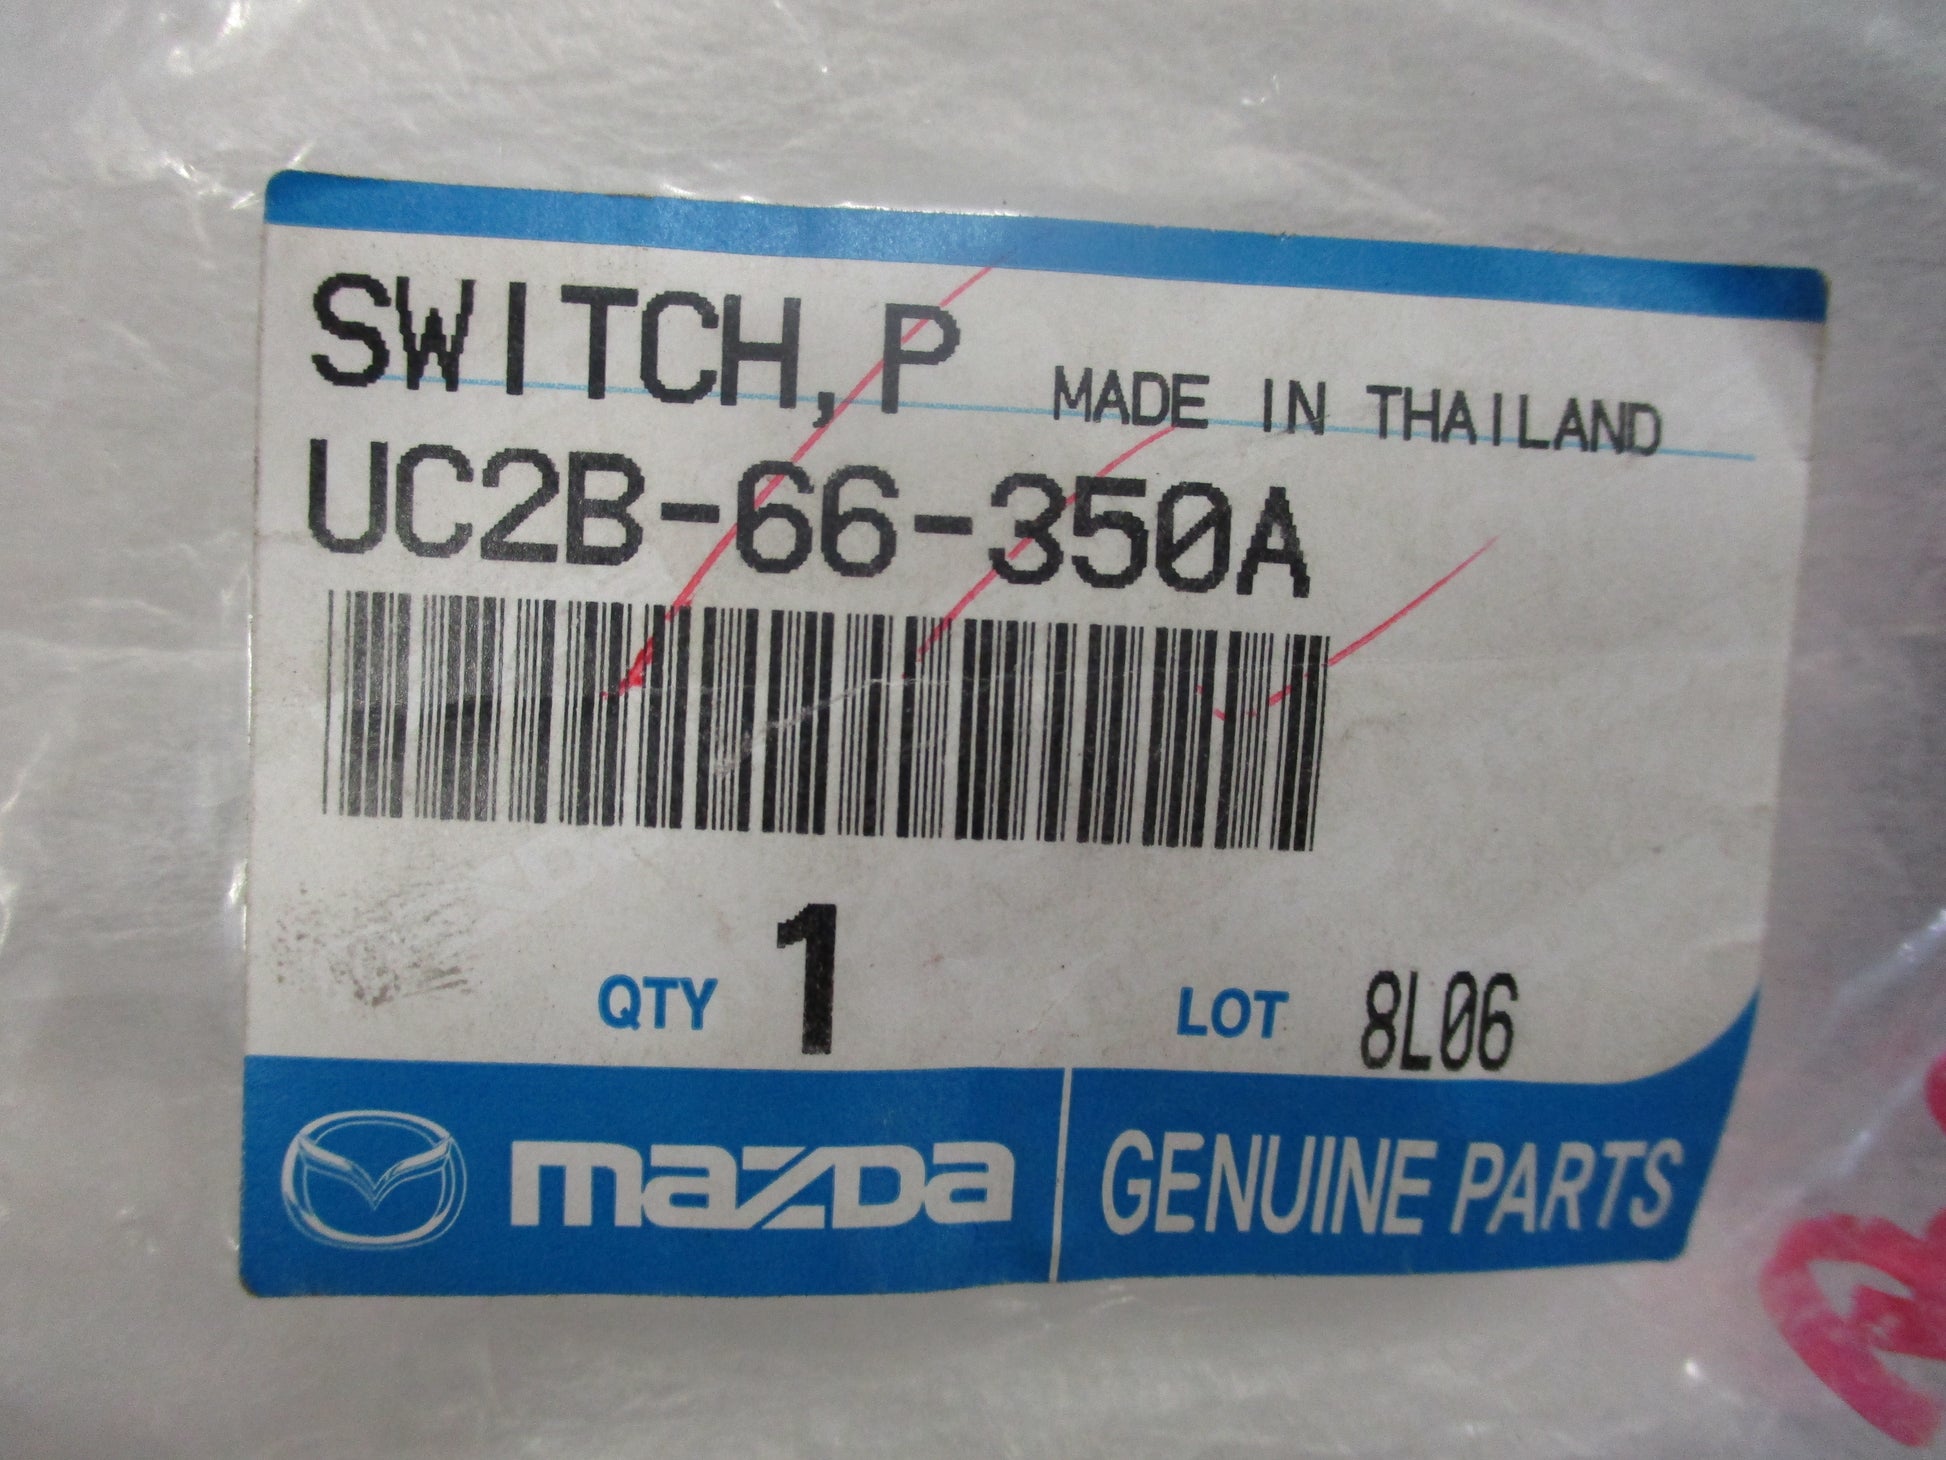 SWITCH, P MADE IN THAILAND
UC2B-66-350A
QTY 1 LOT 8L06
mazda GENUINE PARTS